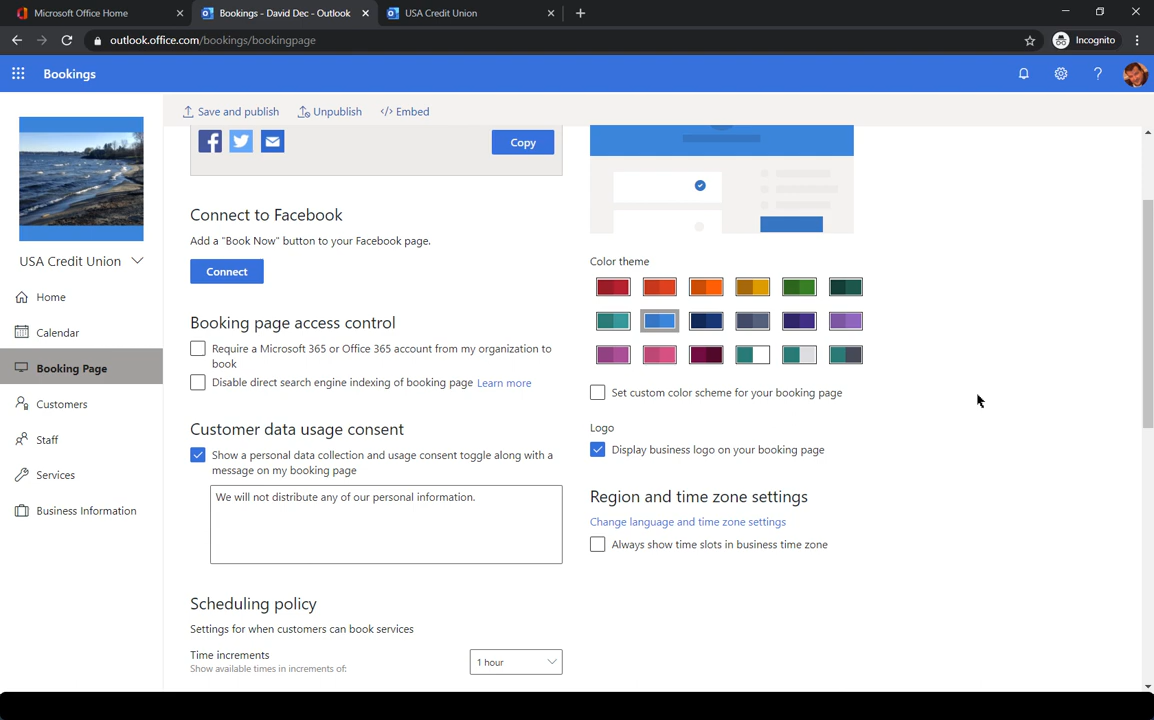 Microsoft Office Home
Bookings - David Dec - Outlook
USA Credit Union
outlook.office.com/bookings/bookingpage
Incognito
Bookings
Save and publish
Unpublish
</> Embed
Copy
USA Credit Union
Home
Calendar
Booking Page
Customers
Staff
Services
Business Information
Connect to Facebook
Add a "Book Now" button to your Facebook page.
Connect
Booking page access control
Require a Microsoft 365 or Office 365 account from my organization to
book
Disable direct search engine indexing of booking page Learn more
Customer data usage consent
Show a personal data collection and usage consent toggle along with a
message on my booking page
We will not distribute any of our personal information.
Scheduling policy
Settings for when customers can book services
Time increments
Show available times in increments of:
1 hour
Color theme
Set custom color scheme for your booking page
Logo
Display business logo on your booking page
Region and time zone settings
Change language and time zone settings
Always show time slots in business time zone